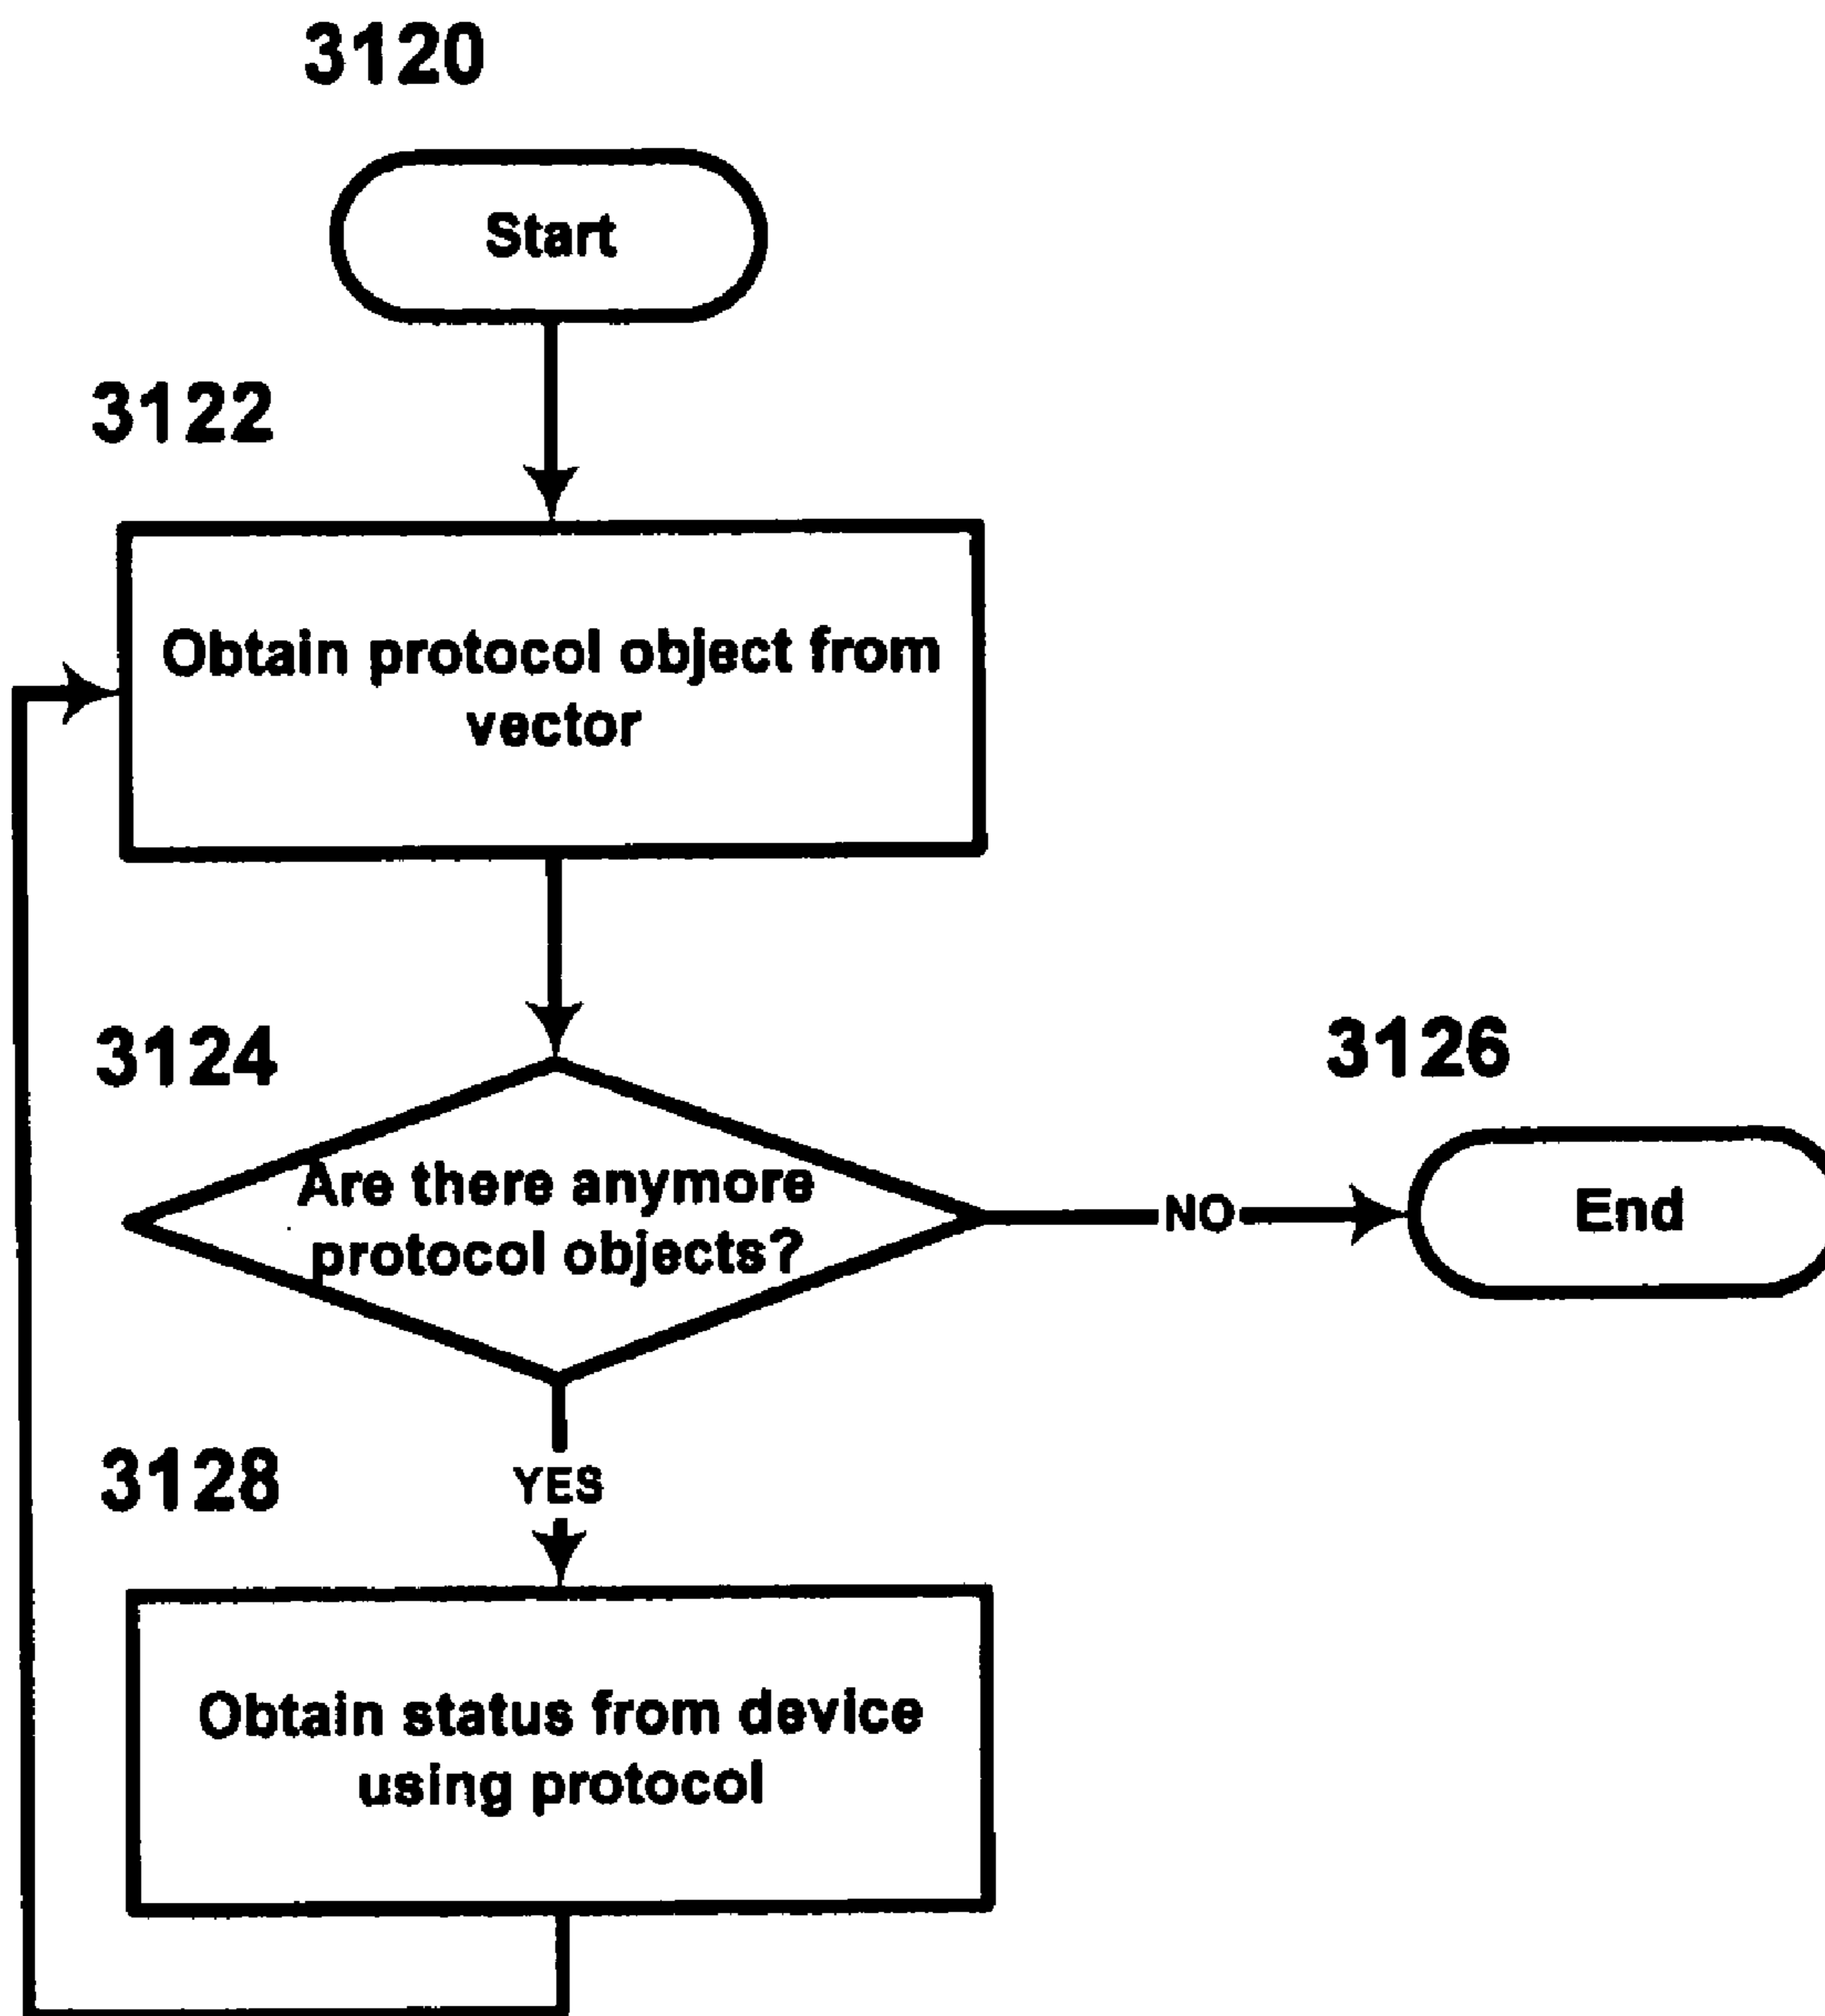 3120
Start
3122
Obtain protocol object from
vector
3124
Are there anymore
protocol objects?
NO
3126
End
3128
YES
Obtain status from device
using protocol